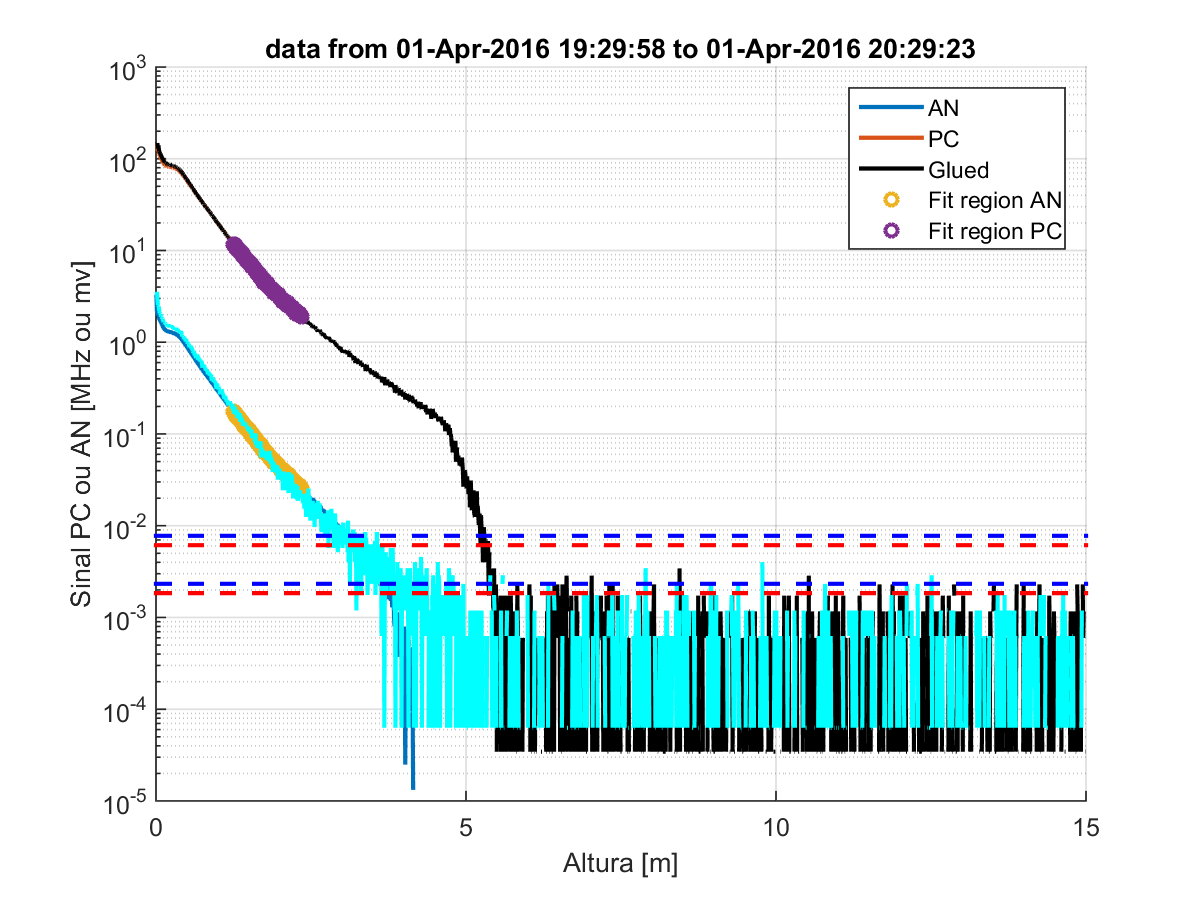 data from 01-Apr-2016 19:29:58 to 01-Apr-2016 20:29:23
AN
PC
Glued
Fit region AN
Fit region PC
Sinal PC ou AN [MHz ou mv]
10^3
10^2
10^1
10^0
10^-1
10^-2
10^-3
10^-4
10^-5
0 5 10 15
Altura [m]